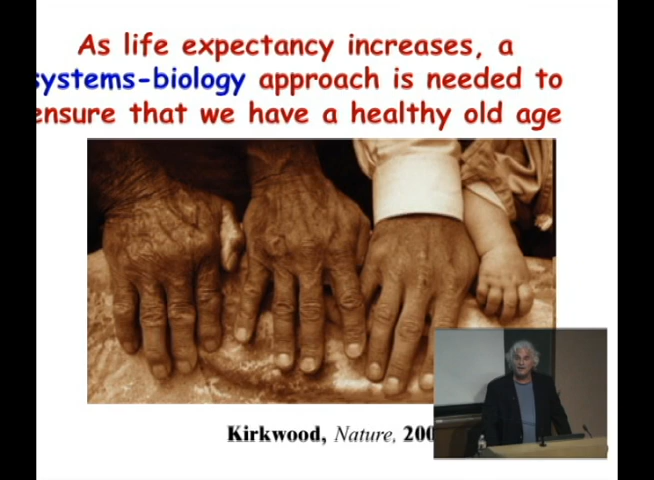 As life expectancy increases, a
systems-biology approach is needed to
ensure that we have a healthy old age
Kirkwood, Nature,